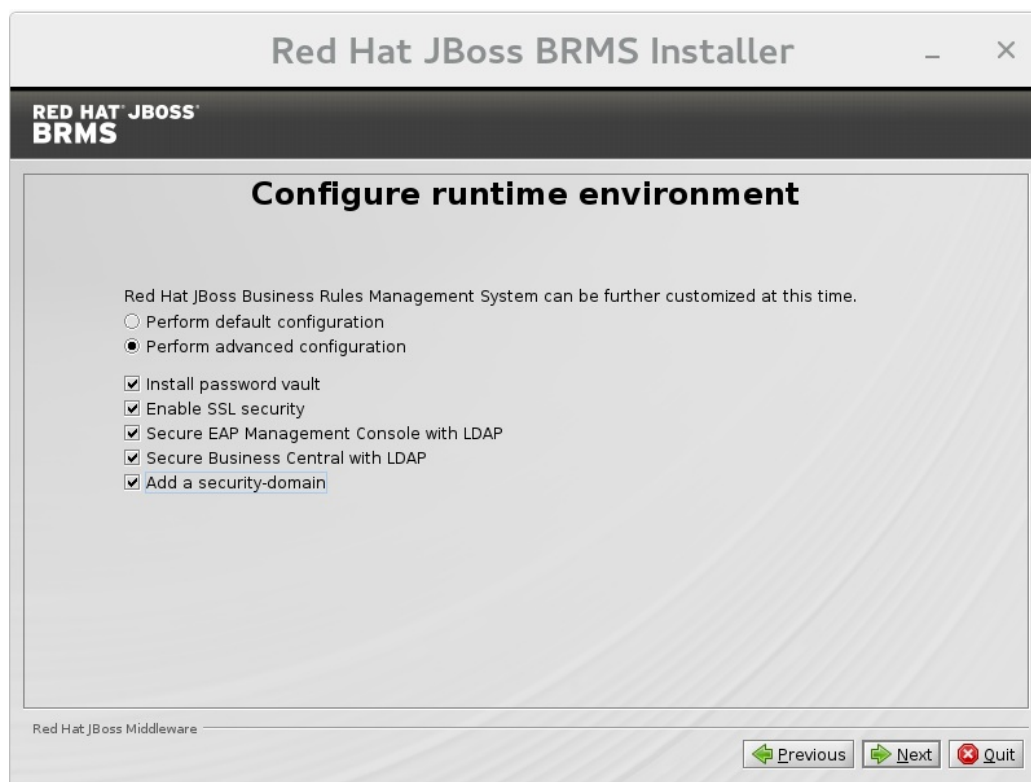 Red Hat JBoss BRMS Installer
RED HAT JBOSS
BRMS
Configure runtime environment
Red Hat JBoss Business Rules Management System can be further customized at this time.
Perform default configuration
Perform advanced configuration
Install password vault
Enable SSL security
Secure EAP Management Console with LDAP
Secure Business Central with LDAP
Add a security-domain
Red Hat JBoss Middleware
Previous Next Quit